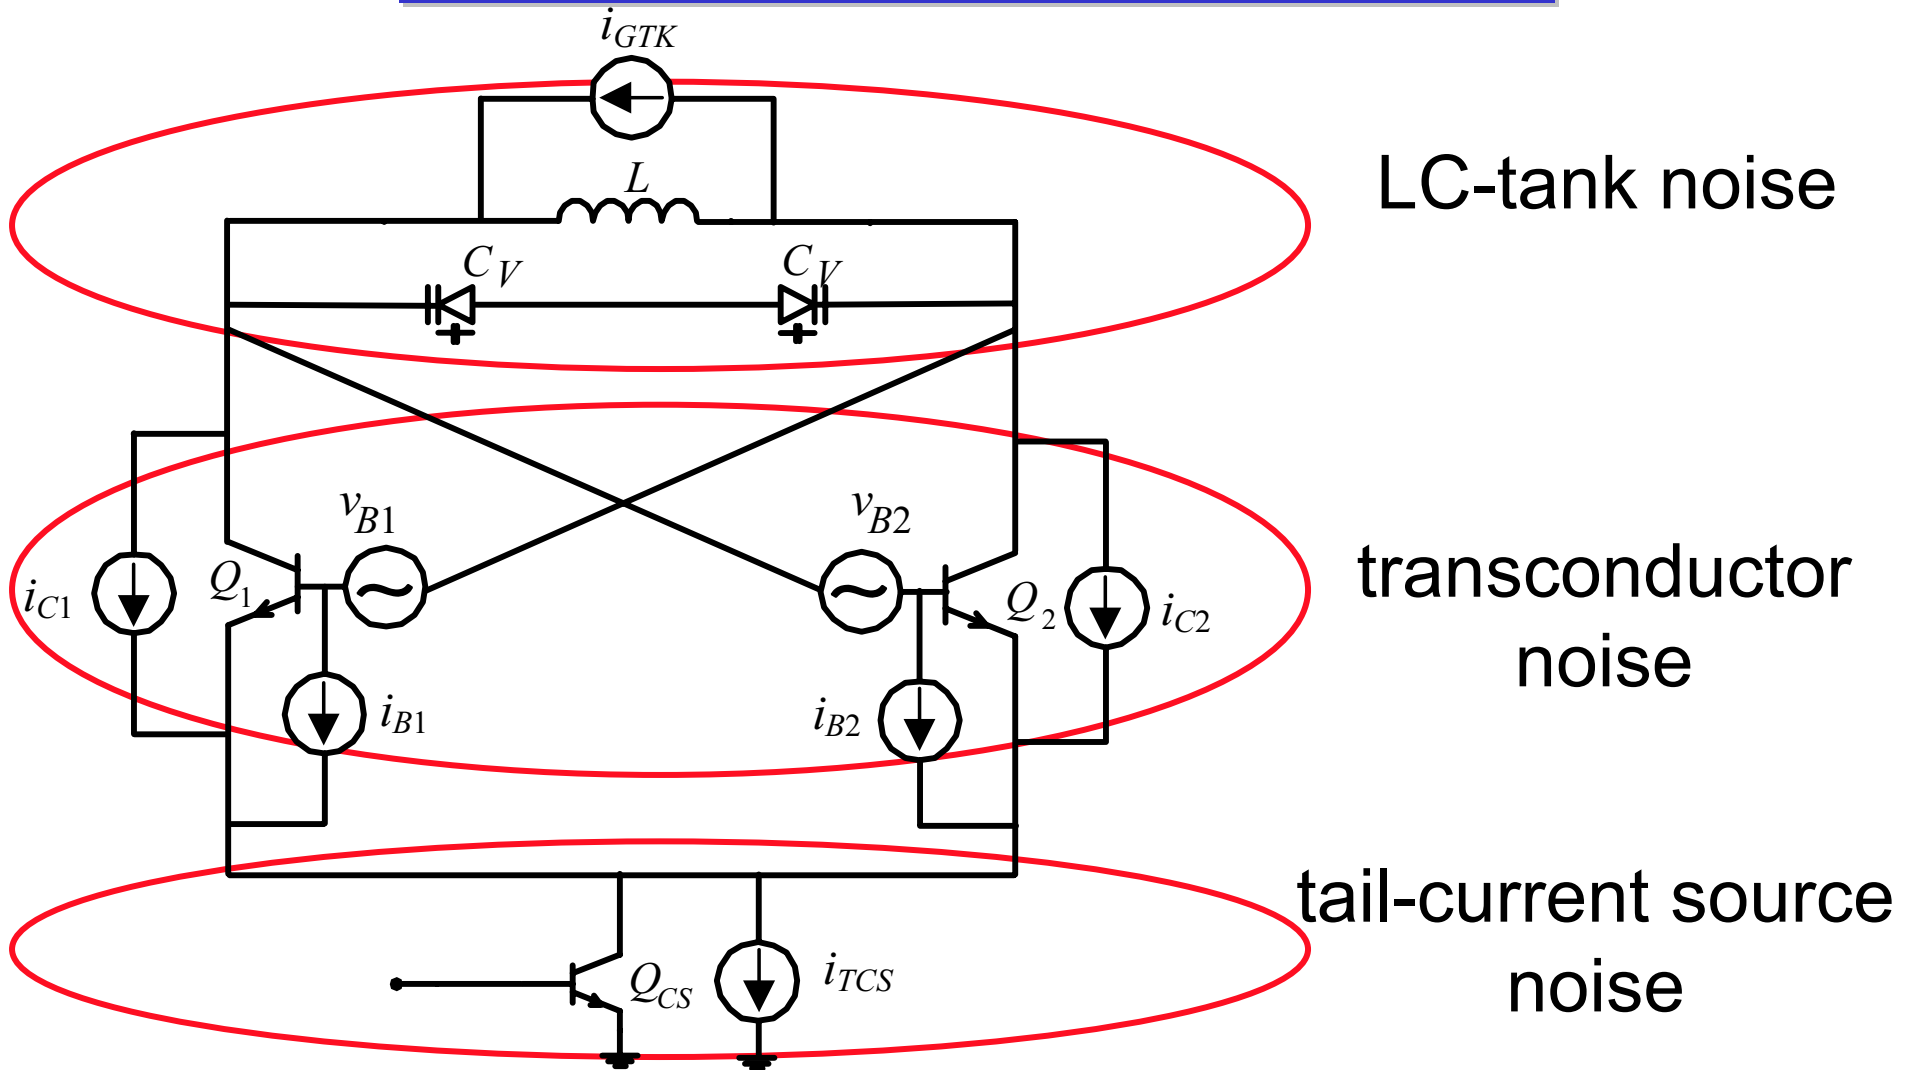 i_GTK
LC-tank noise
L
C_V C_V
v_B1 v_B2
i_C1 Q_1 Q_2 i_C2
transconductor
noise
i_B1 i_B2
tail-current source
noise
Q_CS i_TCS